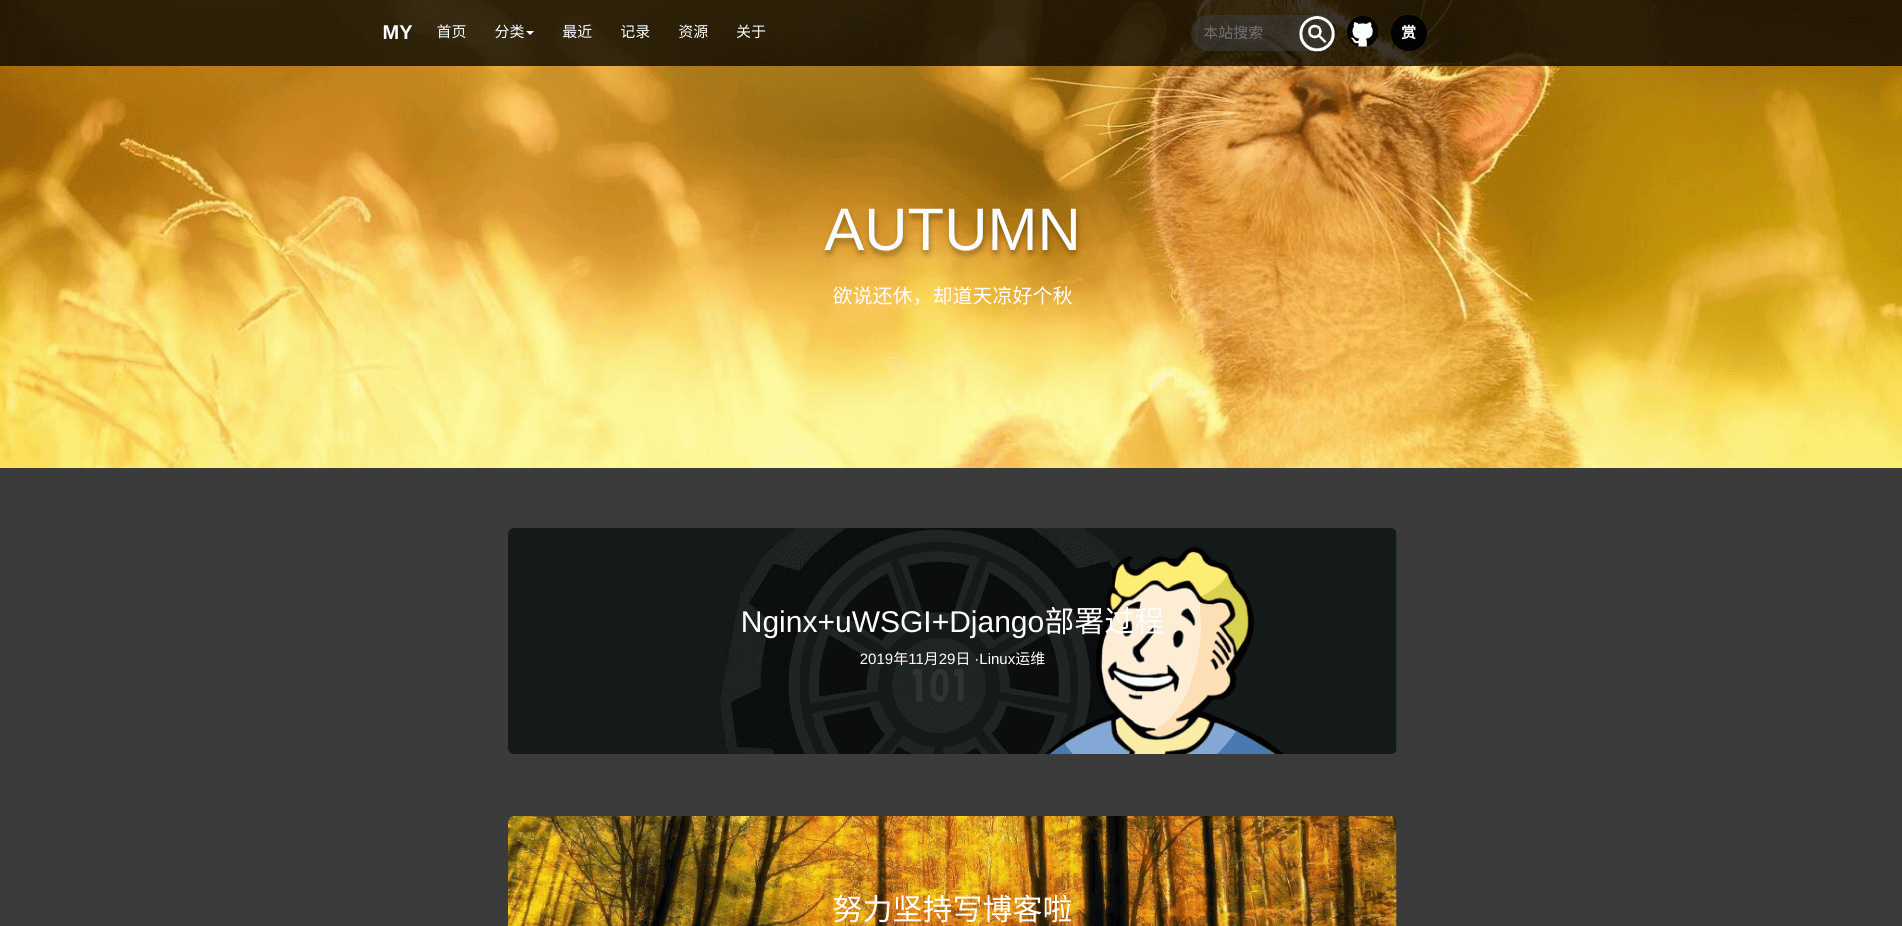 MY 首页 分类 最近 记录 资源 关于 本站搜索 赏
AUTUMN
欲说还休，却道天凉好个秋
Nginx+uWSGI+Django部署过程
2019年11月29日 ·Linux运维
101
努力坚持写博客啦